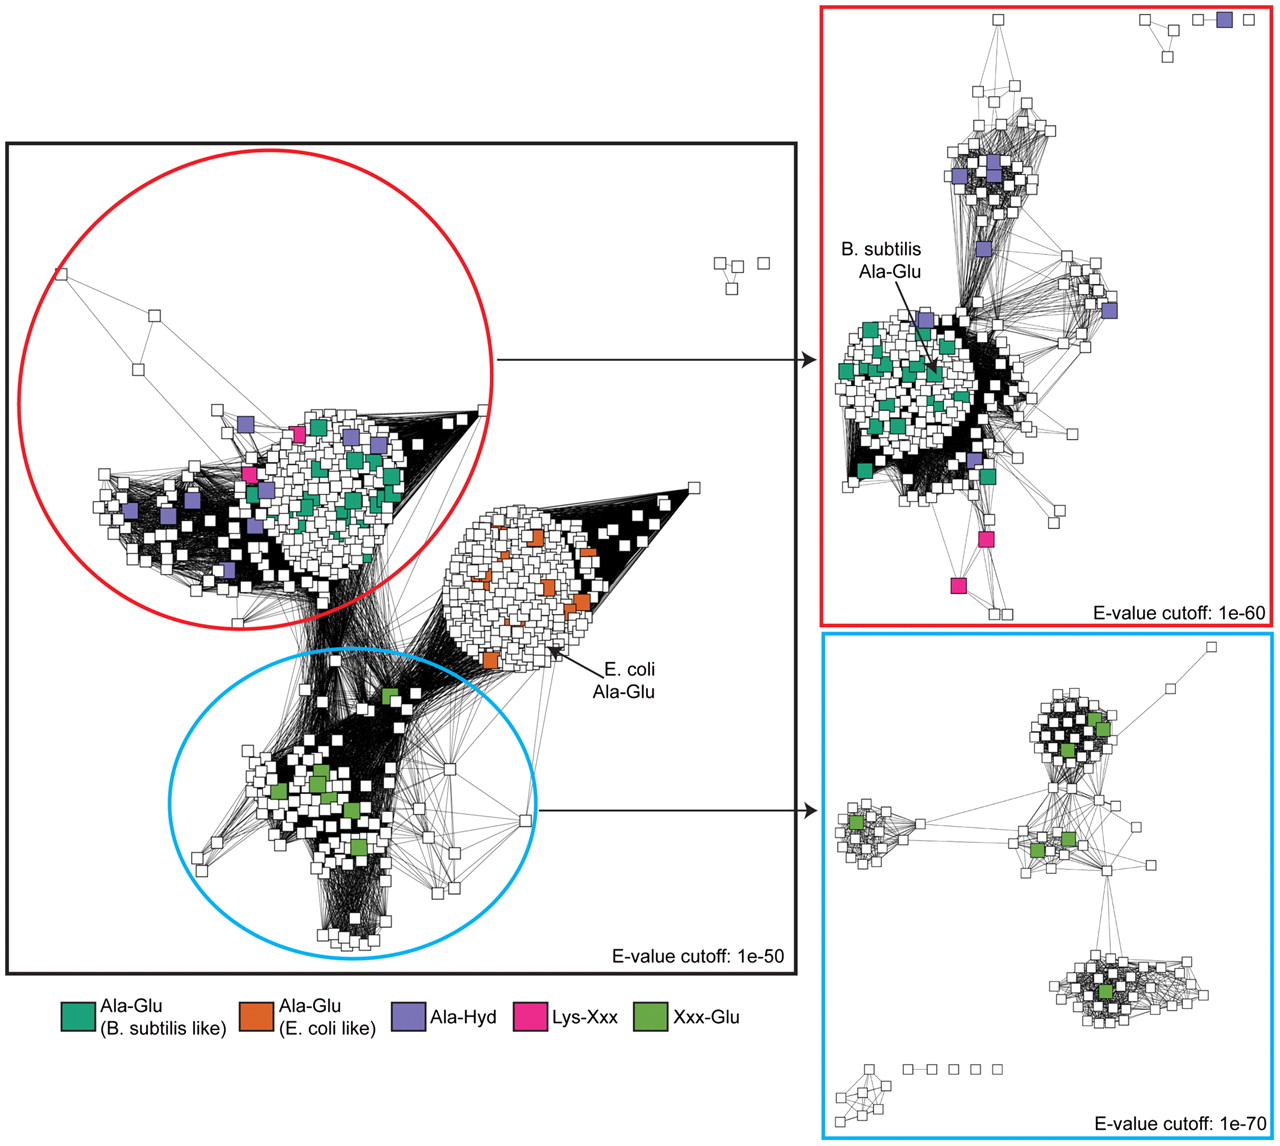 B. subtilis
Ala-Glu
E-value cutoff: 1e-60
E. coli
Ala-Glu
E-value cutoff: 1e-50
E-value cutoff: 1e-70
Ala-Glu
(B. subtilis like)
Ala-Glu
(E. coli like)
Ala-Hyd
Lys-Xxx
Xxx-Glu